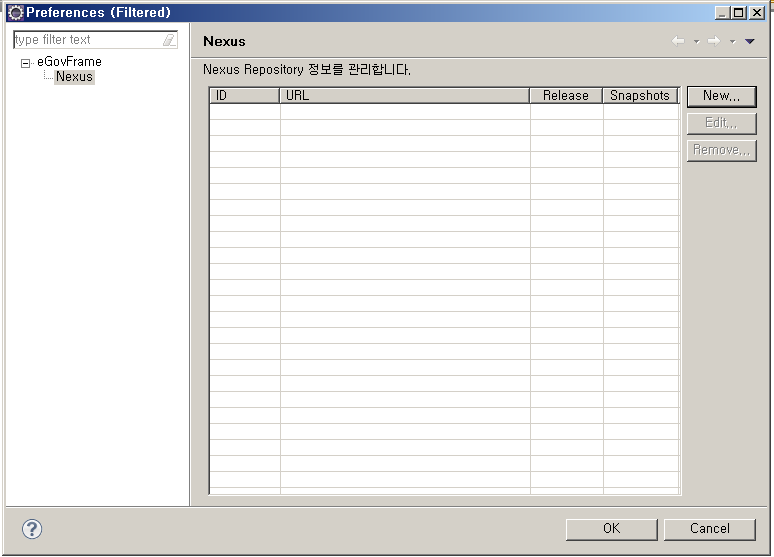 Preferences (Filtered)
type filter text
eGovFrame
Nexus
Nexus
Nexus Repository 정보를 관리합니다.
ID URL Release Snapshots
New...
Edit...
Remove...
OK Cancel